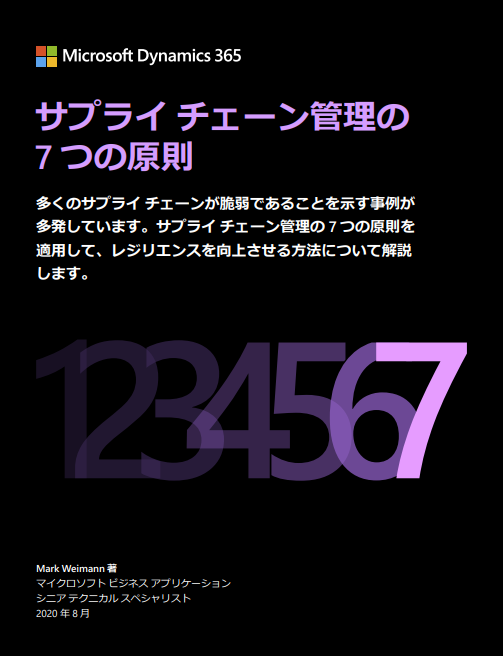 Microsoft Dynamics 365
サプライ チェーン管理の
7 つの原則
多くのサプライ チェーンが脆弱であることを示す事例が
多発しています。サプライ チェーン管理の 7 つの原則を
適用して、レジリエンスを向上させる方法について解説
します。
1234567
Mark Weimann 著
マイクロソフト ビジネス アプリケーション
シニア テクニカル スペシャリスト
2020 年 8 月